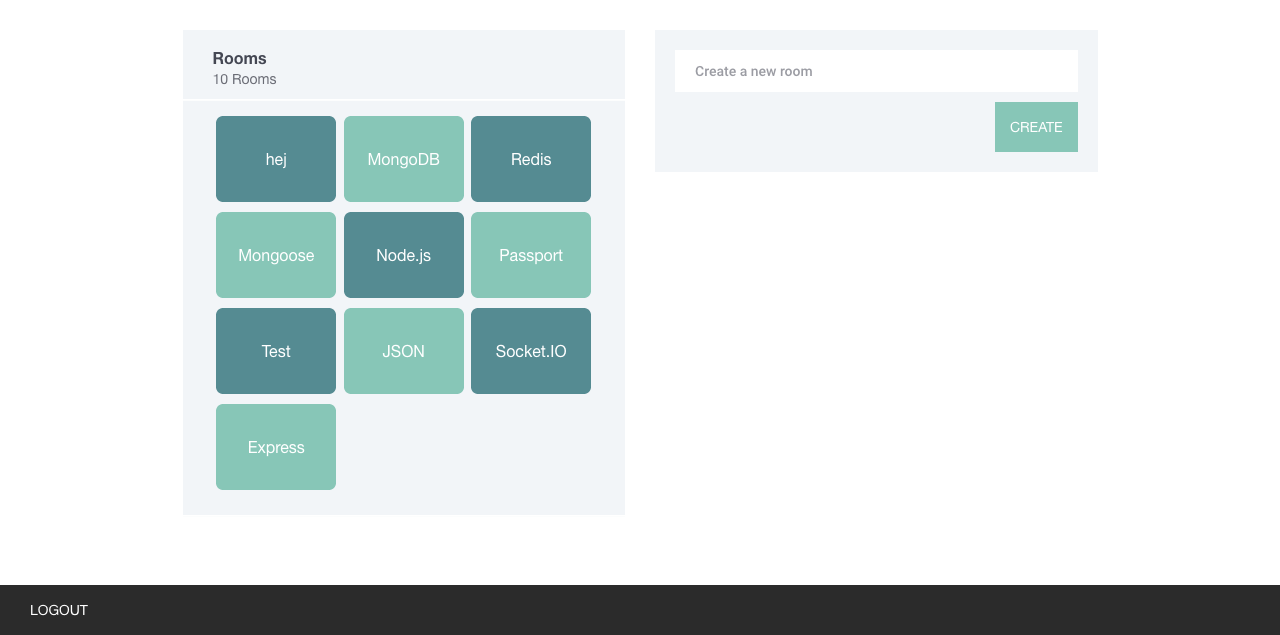 Rooms
10 Rooms
hej
MongoDB
Redis
Mongoose
Node.js
Passport
Test
JSON
Socket.IO
Express
Create a new room
CREATE
LOGOUT